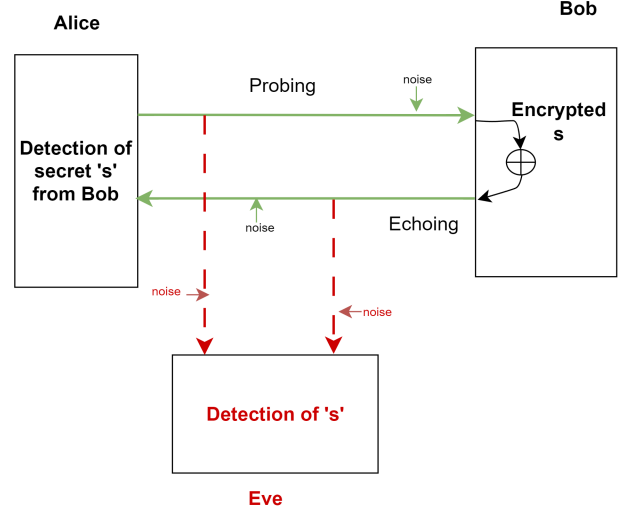 Alice
Bob
Probing
noise
Encrypted
s
Detection of
secret 's'
from Bob
noise
Echoing
noise
noise
Detection of 's'
Eve